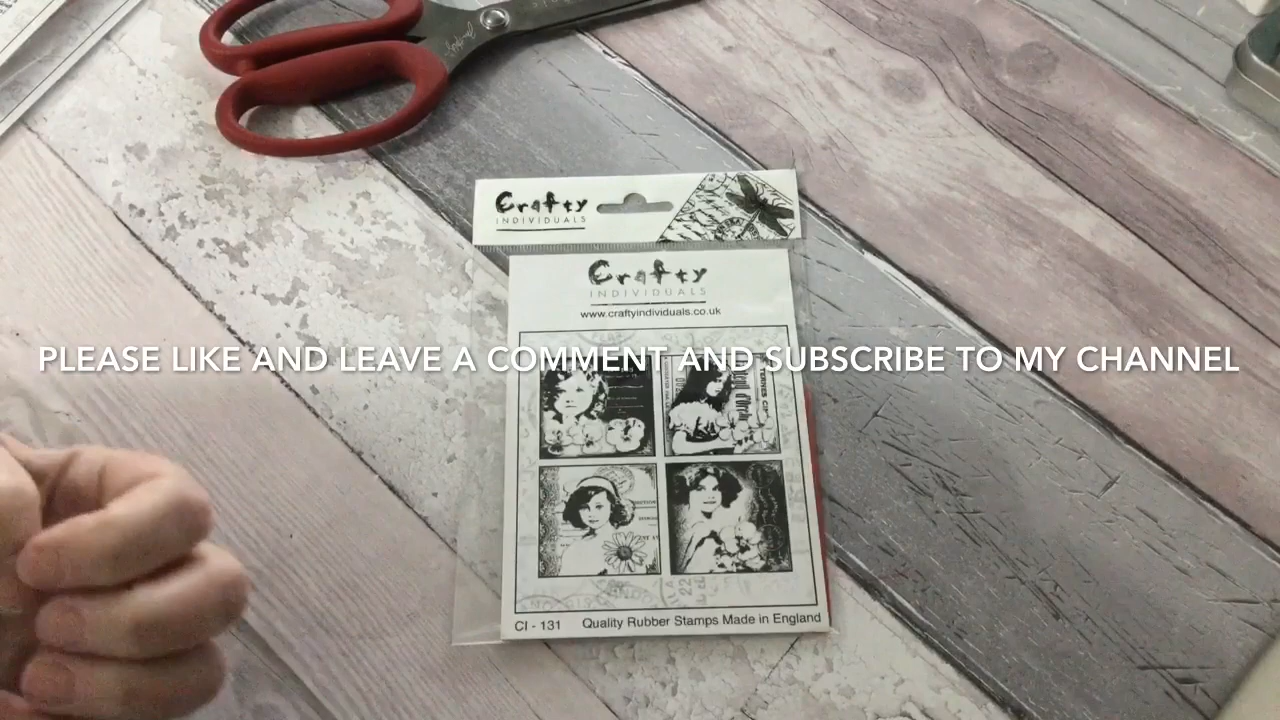 Crafty
INDIVIDUALS
Crafty
INDIVIDUALS
www.craftyindividuals.co.uk
PLEASE LIKE AND LEAVE A COMMENT AND SUBSCRIBE TO MY CHANNEL
CI - 131 Quality Rubber Stamps Made in England